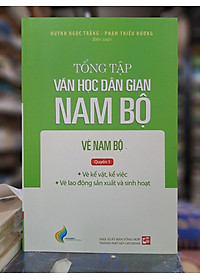 HUỲNH NGỌC TRẢNG - PHẠM THIẾU HƯƠNG
TỔNG TẬP
VĂN HỌC DÂN GIAN
NAM BỘ
VÈ NAM BỘ
Quyển 1
• Vè kể vật, kể việc
• Vè lao động sản xuất và sinh hoạt